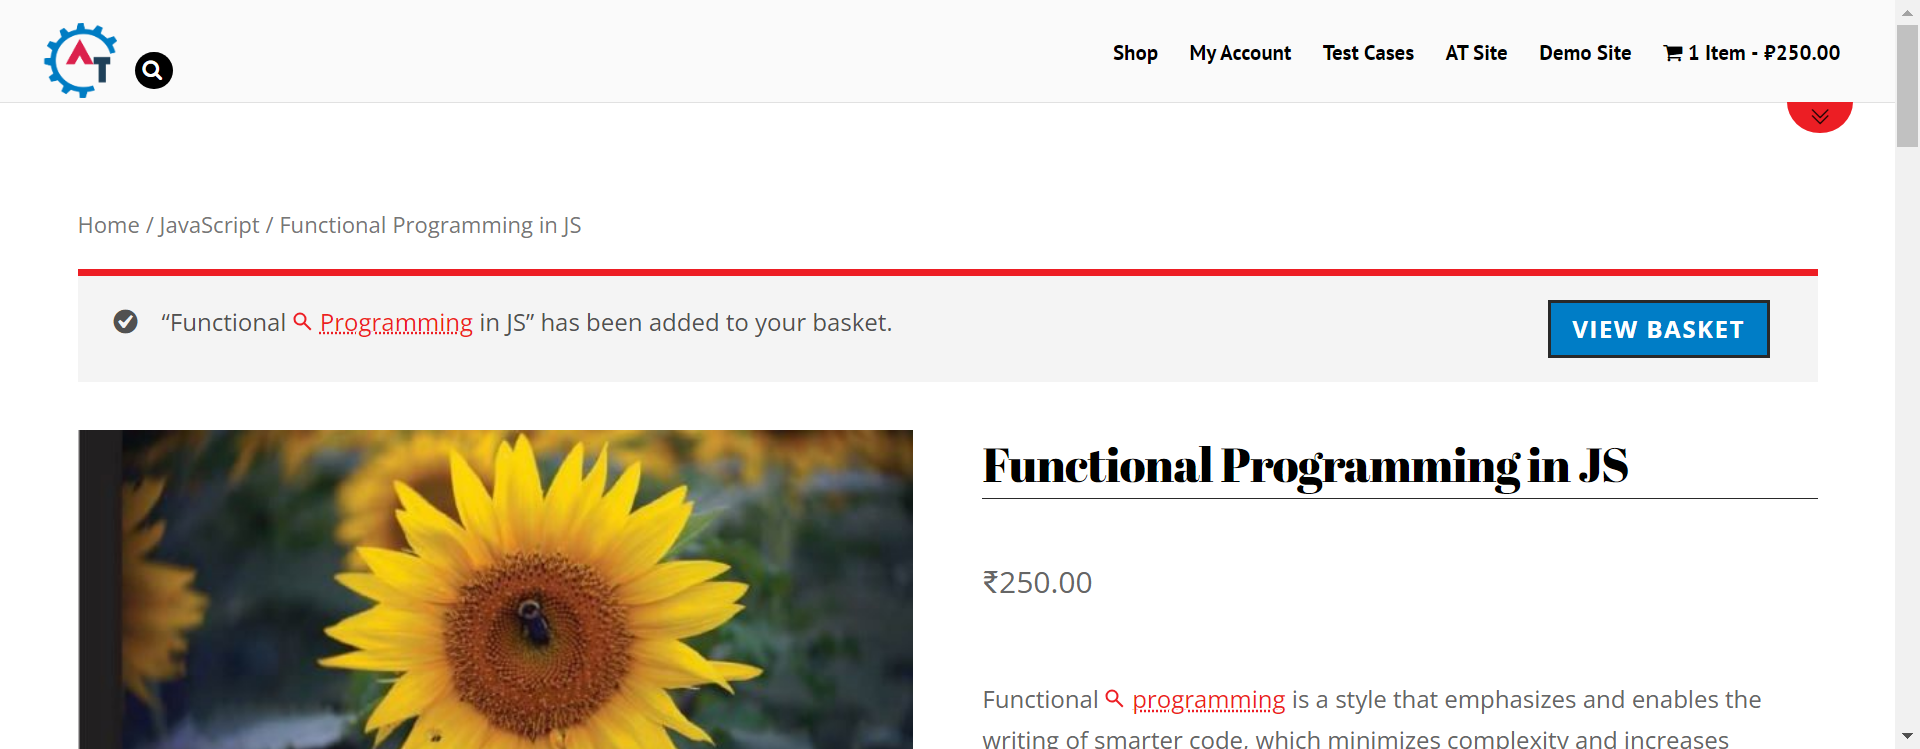 AT
Shop My Account Test Cases AT Site Demo Site 1 Item - ₽250.00
Home / JavaScript / Functional Programming in JS
“Functional Programming in JS” has been added to your basket.
VIEW BASKET
Functional Programming in JS
₹250.00
Functional programming is a style that emphasizes and enables the
writing of smarter code, which minimizes complexity and increases